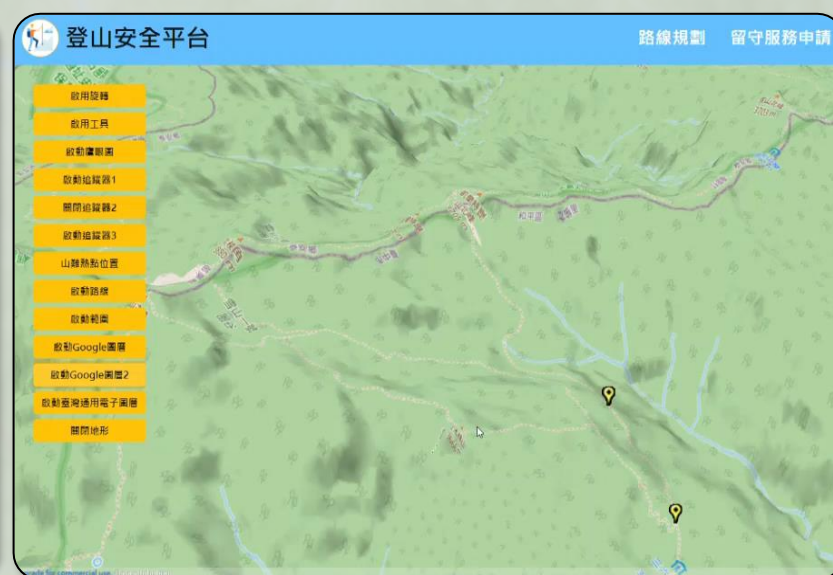 登山安全平台
路線規劃 留守服務申請
啟用旋轉
啟用工具
啟動鷹眼圖
啟動追蹤器1
關閉追蹤器2
啟動追蹤器3
山難熱點位置
啟動路線
啟動範圍
啟動Google圖層
啟動Google圖層2
啟動臺灣通用電子圖層
關閉地形
和平區